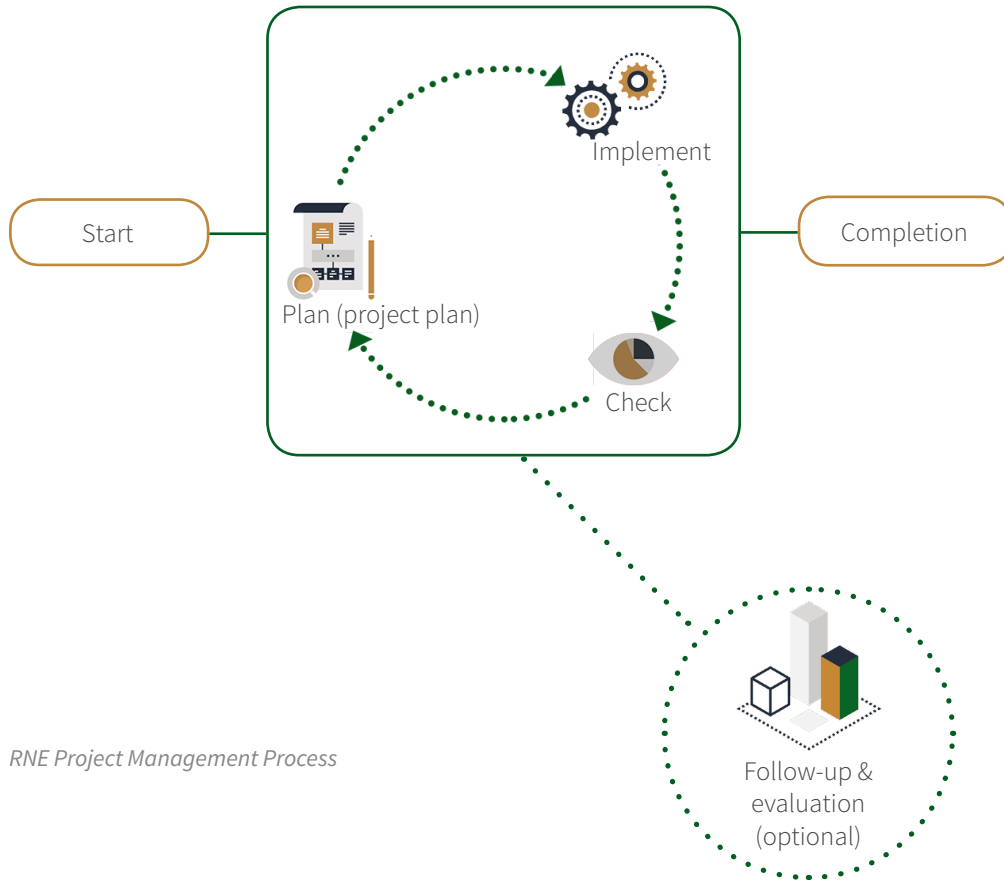 Implement
Start
Completion
Plan (project plan)
Check
RNE Project Management Process
Follow-up &
evaluation
(optional)